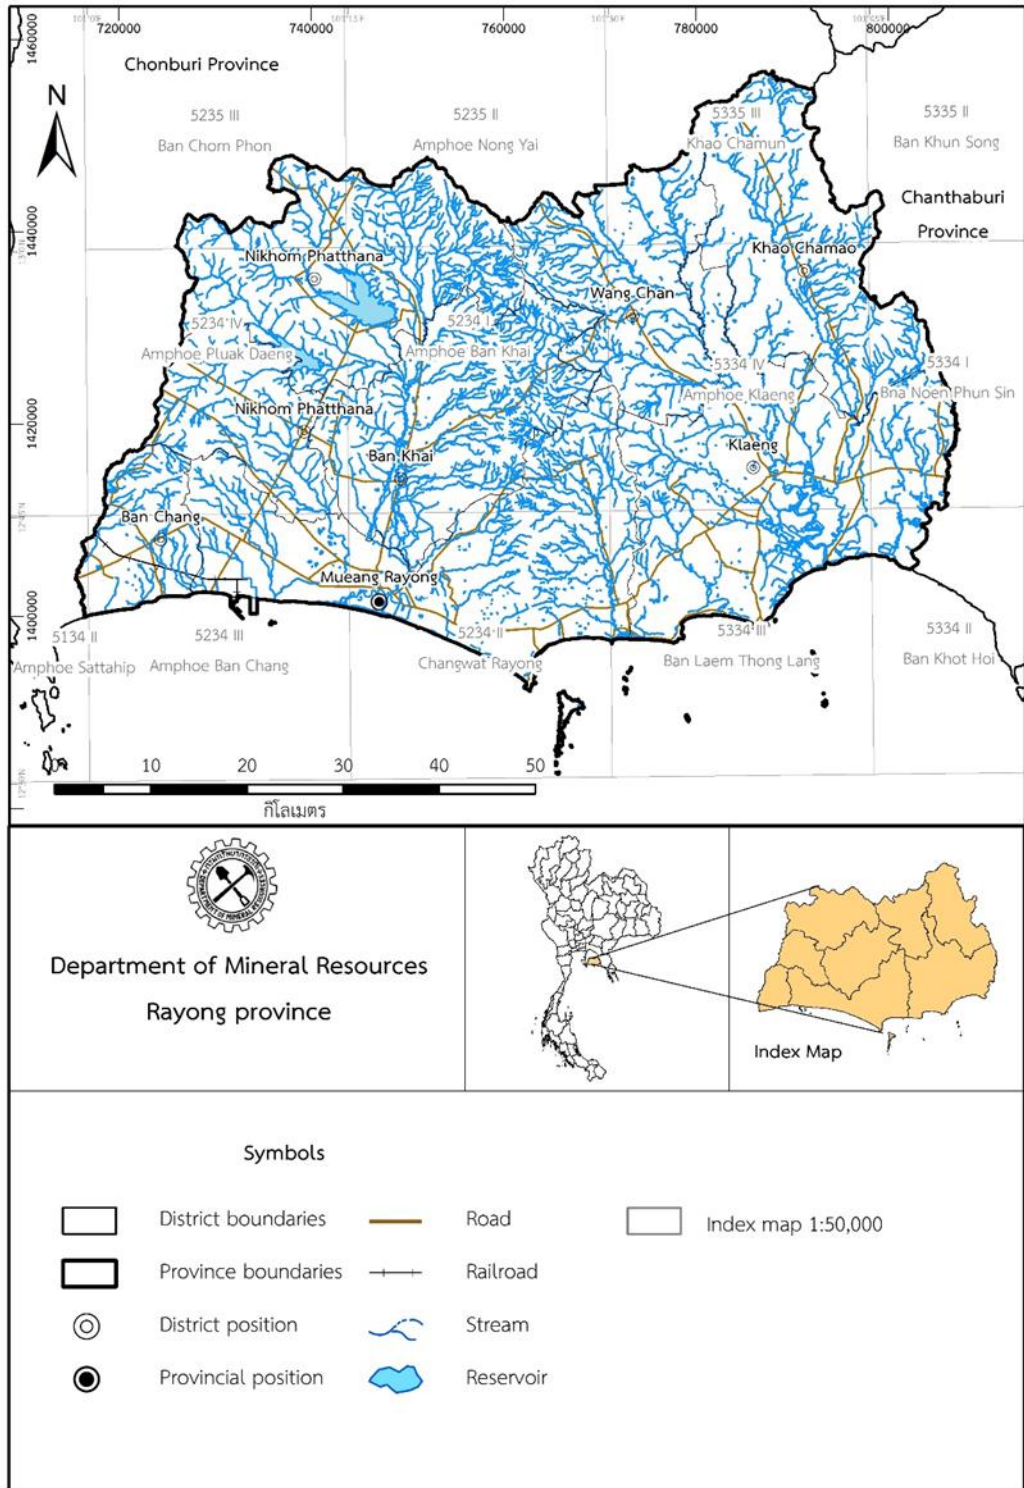 720000
740000
760000
780000
800000
1460000
1440000
1420000
1400000
Chonburi Province
N
5235 III
Ban Chom Phon
5235 II
Amphoe Nong Yai
5335 III
Khao Chamun
5335 II
Ban Khun Song
Chanthaburi
Province
Nikhom Phatthana
Khao Chamao
Wang Chan
5234 IV
Amphoe Pluak Daeng
5234 I
Amphoe Ban Khai
5334 IV
Amphoe Klaeng
5334 I
Bna Noen Phun Sin
Nikhom Phatthana
Ban Khai
Klaeng
Ban Chang
Mueang Rayong
5134 II
Amphoe Sattahip
5234 III
Amphoe Ban Chang
5234 II
Changwat Rayong
5334 III
Ban Laem Thong Lang
5334 II
Ban Khot Hoi
10 20 30 40 50
กิโลเมตร
DEPARTMENT OF MINERAL RESOURCES
Department of Mineral Resources
Rayong province
Index Map
Symbols
District boundaries
Road
Index map 1:50,000
Province boundaries
Railroad
District position
Stream
Provincial position
Reservoir